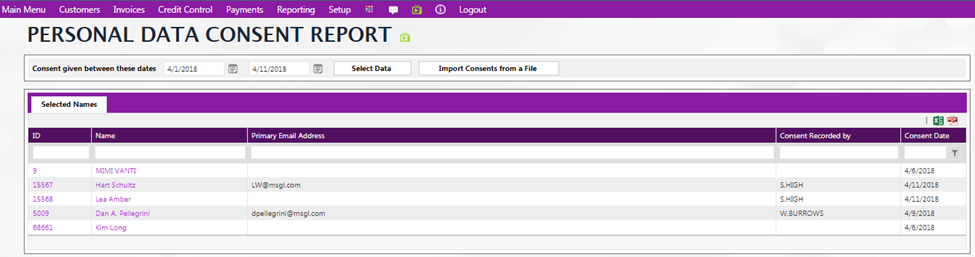 Main Menu Customers Invoices Credit Control Payments Reporting Setup Logout
PERSONAL DATA CONSENT REPORT
Consent given between these dates 4/1/2018 4/11/2018 Select Data Import Consents from a File
Selected Names
ID Name Primary Email Address Consent Recorded by Consent Date
9 MIMI VANTI 4/6/2018
15567 Hart Schultz LW@msgl.com S.HIGH 4/11/2018
15568 Lea Amber S.HIGH 4/11/2018
5009 Dan A. Pellegrini dpellegrini@msgl.com W.BURROWS 4/9/2018
68661 Kim Long 4/6/2018